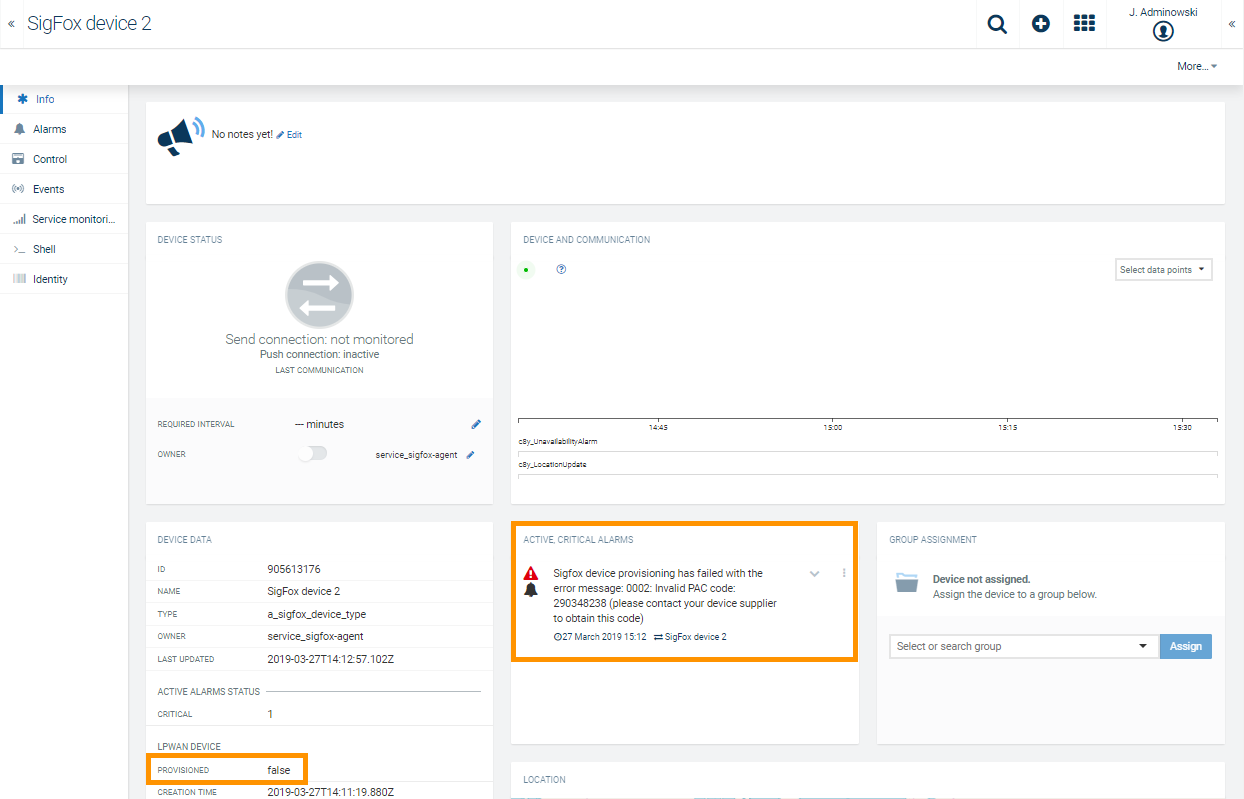 « SigFox device 2
J. Adminowski
«
More...
Info
Alarms
Control
Events
Service monitori...
Shell
Identity
No notes yet! Edit
DEVICE STATUS
Send connection: not monitored
Push connection: inactive
LAST COMMUNICATION
REQUIRED INTERVAL --- minutes
OWNER service_sigfox-agent
DEVICE AND COMMUNICATION
?
Select data points
14:45 15:00 15:15 15:30
c8y_UnavailabilityAlarm
c8y_LocationUpdate
DEVICE DATA
ID 905613176
NAME SigFox device 2
TYPE a_sigfox_device_type
OWNER service_sigfox-agent
LAST UPDATED 2019-03-27T14:12:57.102Z
ACTIVE ALARMS STATUS
CRITICAL 1
LPWAN DEVICE
PROVISIONED false
CREATION TIME 2019-03-27T14:11:19.880Z
ACTIVE, CRITICAL ALARMS
Sigfox device provisioning has failed with the
error message: 0002: Invalid PAC code:
290348238 (please contact your device supplier
to obtain this code)
27 March 2019 15:12 SigFox device 2
GROUP ASSIGNMENT
Device not assigned.
Assign the device to a group below.
Select or search group Assign
LOCATION